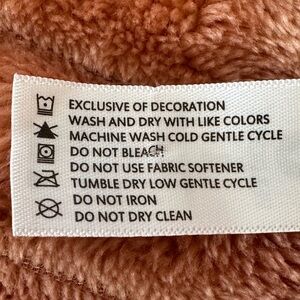 EXCLUSIVE OF DECORATION
WASH AND DRY WITH LIKE COLORS
MACHINE WASH COLD GENTLE CYCLE
DO NOT BLEACH
DO NOT USE FABRIC SOFTENER
TUMBLE DRY LOW GENTLE CYCLE
DO NOT IRON
DO NOT DRY CLEAN